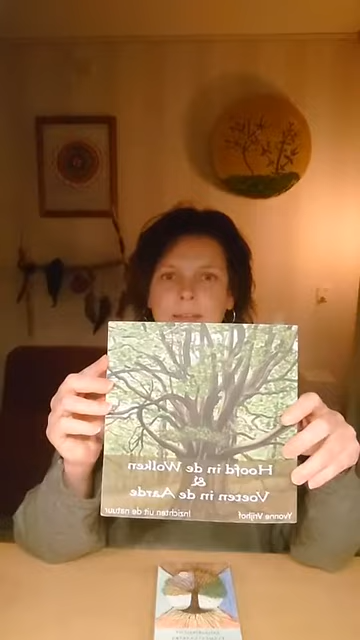 Hoofd in de Wolken
&
Voeten in de Aarde
Yvonne Vrijhof Inzichten uit de natuur